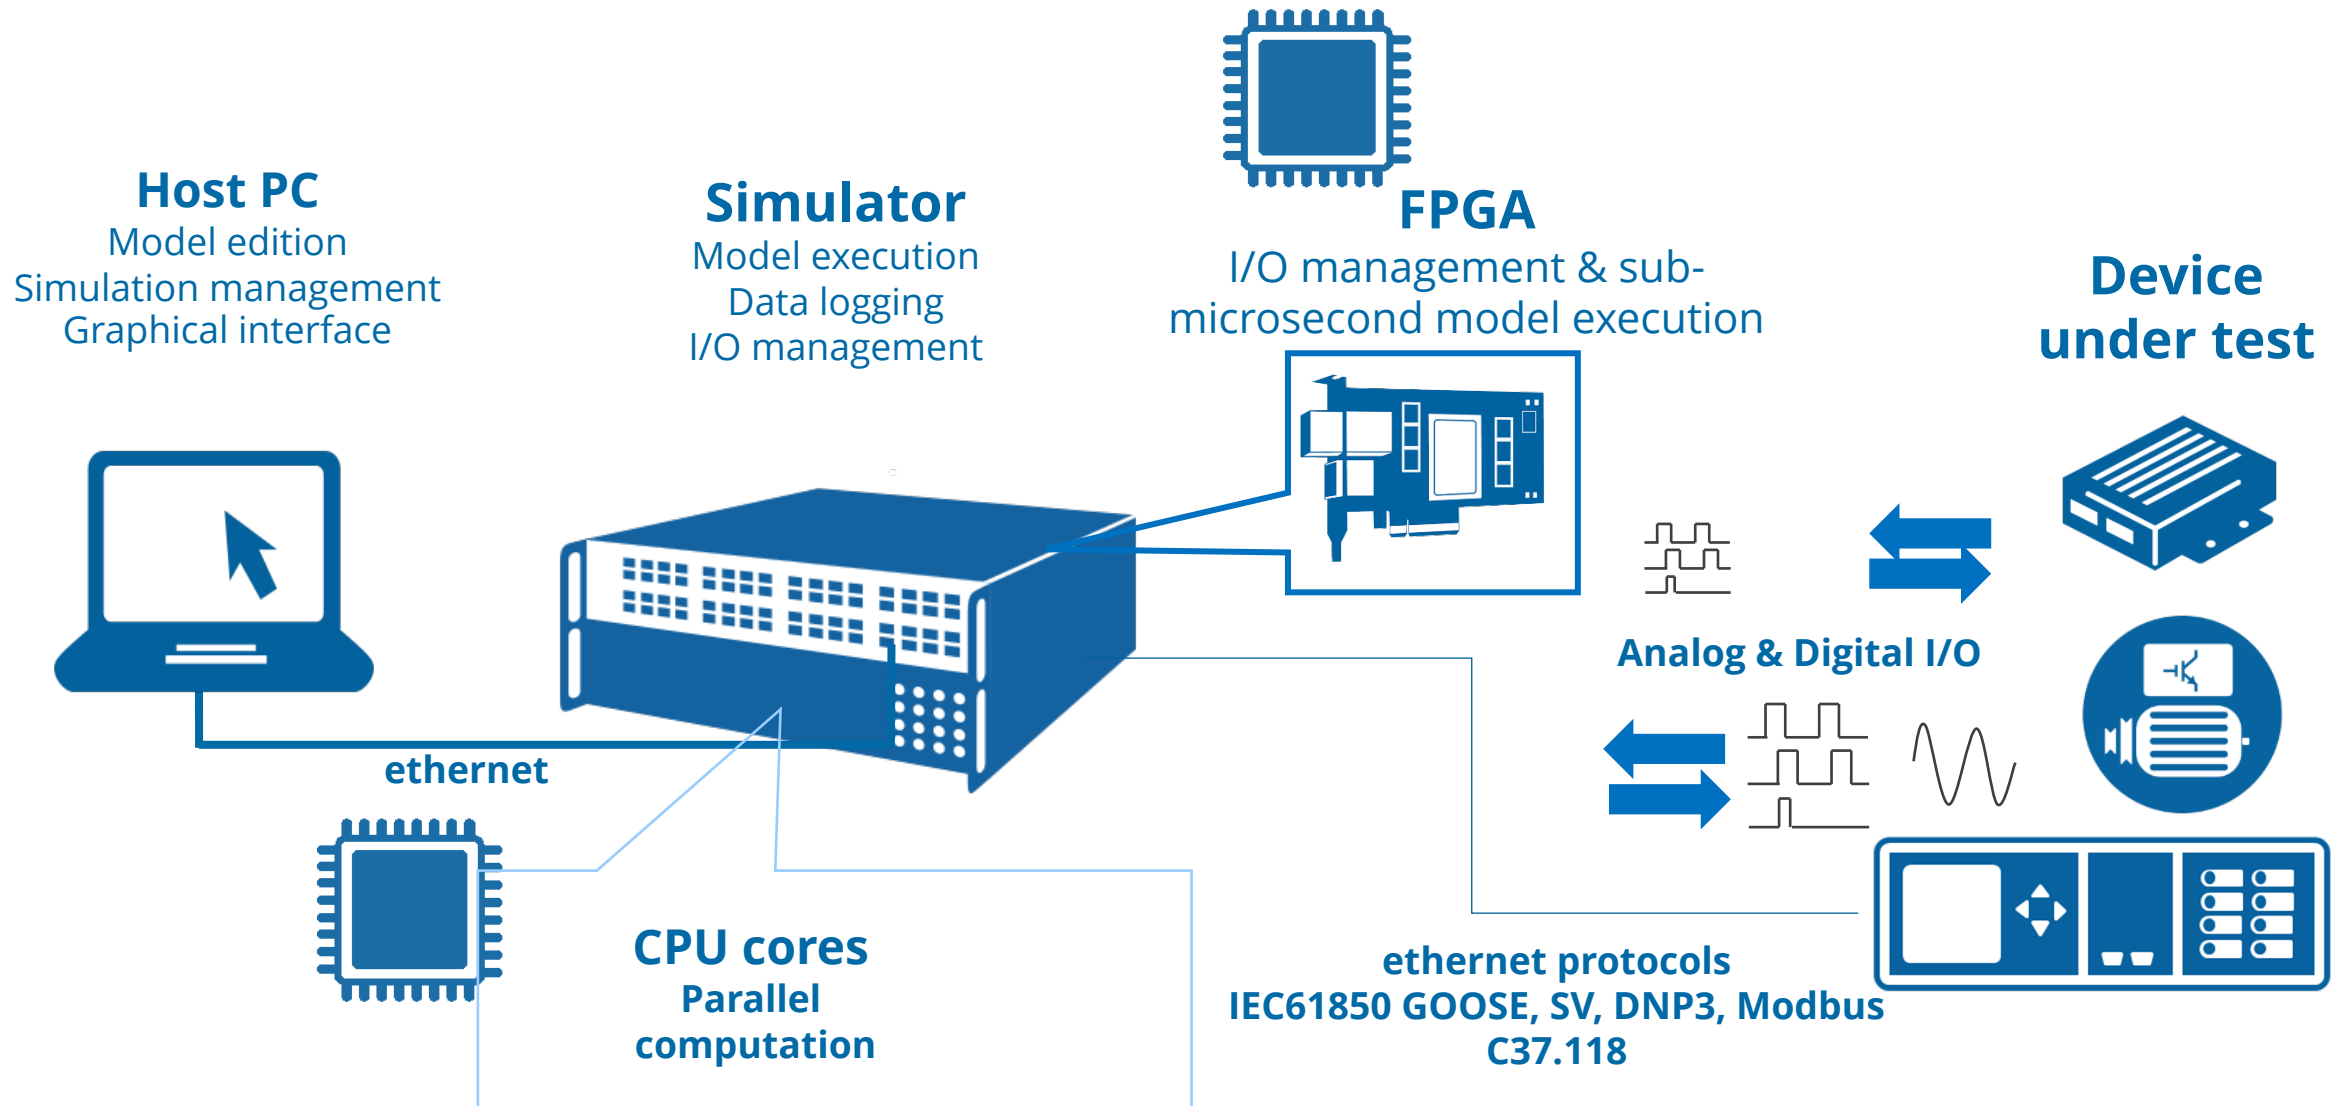 Host PC
Model edition
Simulation management
Graphical interface
Simulator
Model execution
Data logging
I/O management
FPGA
I/O management & sub-
microsecond model execution
Device
under test
Analog & Digital I/O
ethernet
CPU cores
Parallel
computation
ethernet protocols
IEC61850 GOOSE, SV, DNP3, Modbus
C37.118